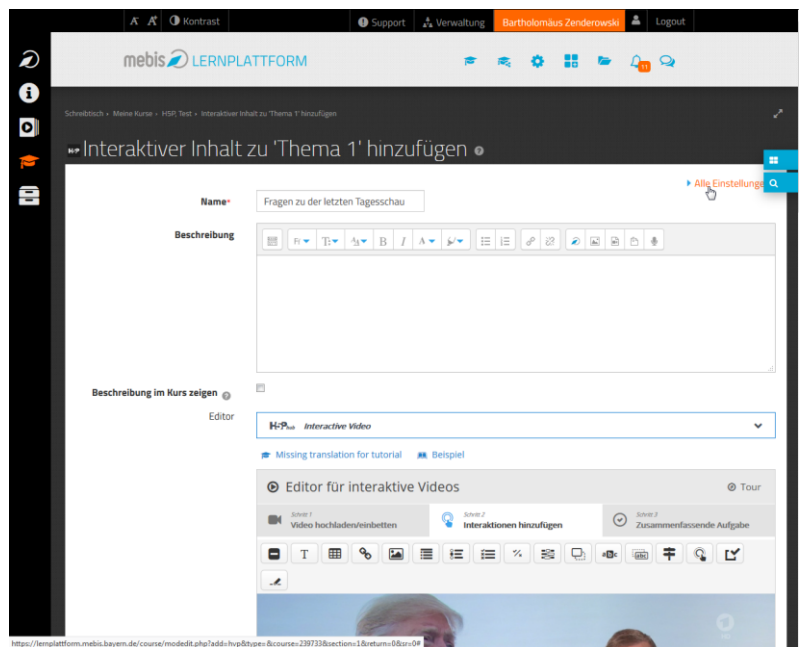 A- A+ Kontrast Support Verwaltung Bartholomäus Zenderowski Logout
mebis LERNPLATTFORM
11
Schreibtisch Meine Kurse H5P, Test Interaktiver Inhalt zu 'Thema 1' hinzufügen
H-P Interaktiver Inhalt zu 'Thema 1' hinzufügen
Alle Einstellunge
Name* Fragen zu der letzten Tagesschau
Beschreibung
B I A
Beschreibung im Kurs zeigen
Editor
H-P hub Interactive Video
Missing translation for tutorial Beispiel
Editor für interaktive Videos Tour
Schritt 1 Schritt 2 Schritt 3
Video hochladen/einbetten Interaktionen hinzufügen Zusammenfassende Aufgabe
T
https://lernplattform.mebis.bayern.de/course/modedit.php?add=hvp&type=&course=239733&section=1&return=0&sr=0#